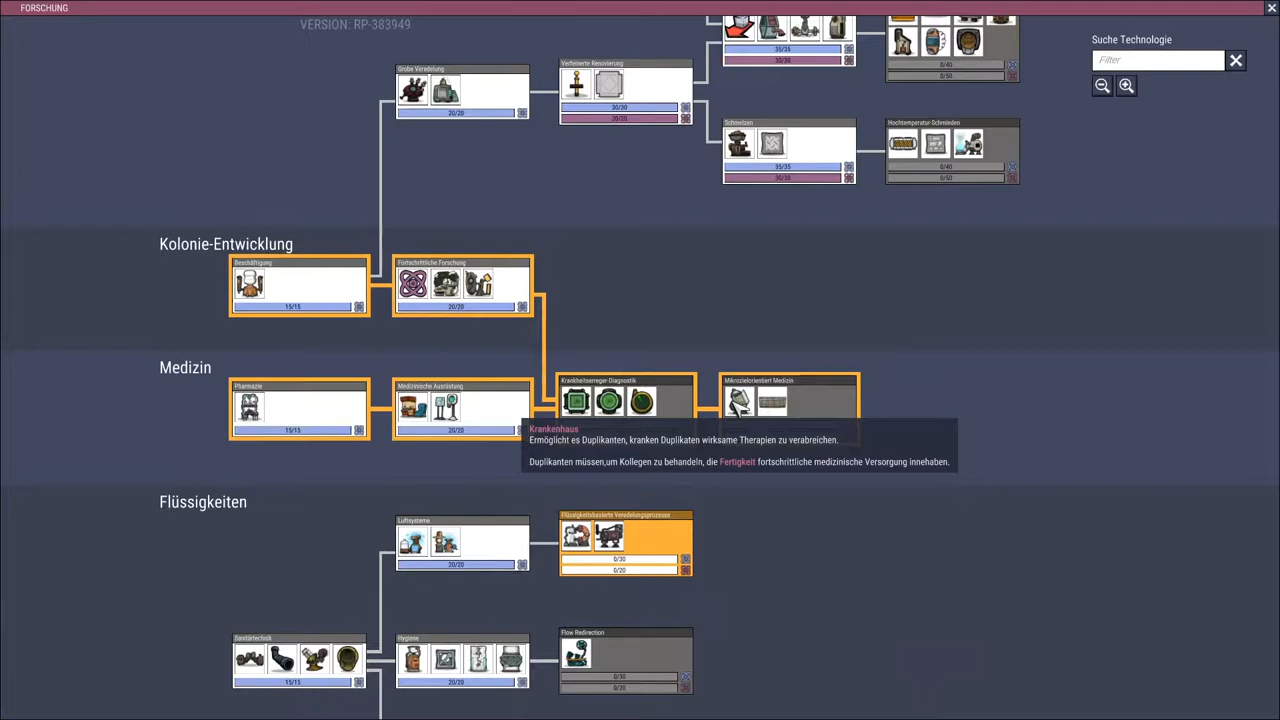 FORSCHUNG
VERSION: RP-383949
Suche Technologie
Filter
35/35
30/30
0/40
0/50
Grobe Veredelung
20/20
Verfeinerte Renovierung
30/30
20/20
Schmelzen
35/35
30/30
Hochtemperatur-Schmieden
0/40
0/50
Kolonie-Entwicklung
Beschäftigung
15/15
Fortschrittliche Forschung
20/20
Medizin
Pharmazie
15/15
Medizinische Ausrüstung
20/20
Krankheitserreger-Diagnostik
Mikrozielorientiert Medizin
Krankenhaus
Ermöglicht es Duplikanten, kranken Duplikaten wirksame Therapien zu verabreichen.
Duplikanten müssen,um Kollegen zu behandeln, die Fertigkeit fortschrittliche medizinische Versorgung innehaben.
Flüssigkeiten
Luftsysteme
20/20
Flüssigkeitsbasierte Veredelungsprozesse
0/30
0/20
Sanitärtechnik
15/15
Hygiene
20/20
Flow Redirection
0/30
0/20